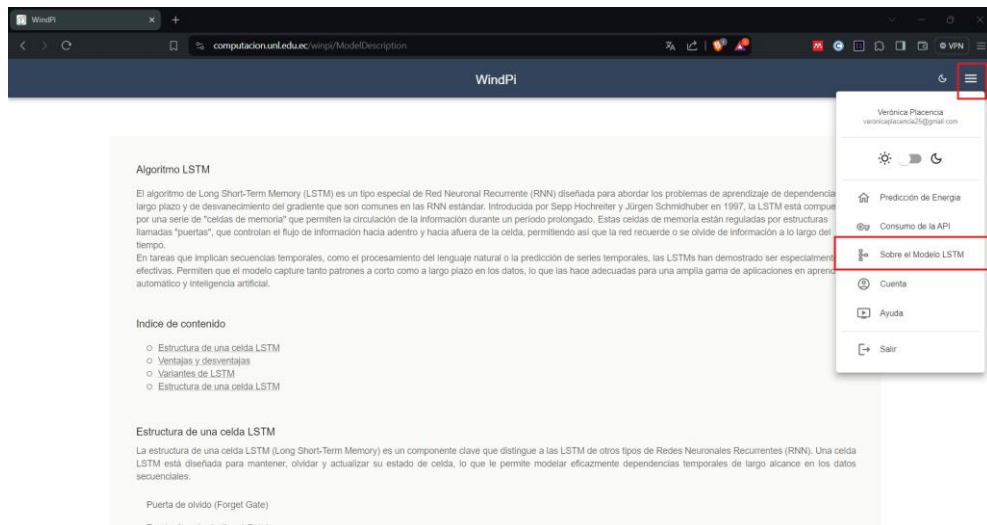 WindPi
computacion.unl.edu.ec/winpi/ModelDescription
VPN
WindPi
Verónica Placencia
veronicaplacencia25@gmail.com
Predicción de Energia
Consumo de la API
Sobre el Modelo LSTM
Cuenta
Ayuda
Salir
Algoritmo LSTM
El algoritmo de Long Short-Term Memory (LSTM) es un tipo especial de Red Neuronal Recurrente (RNN) diseñada para abordar los problemas de aprendizaje de dependencia
largo plazo y de desvanecimiento del gradiente que son comunes en las RNN estándar. Introducida por Sepp Hochreiter y Jürgen Schmidhuber en 1997, la LSTM está compue
por una serie de "celdas de memoria" que permiten la circulación de la información durante un periodo prolongado. Estas celdas de memoria están reguladas por estructuras
llamadas "puertas", que controlan el flujo de información hacia adentro y hacia afuera de la celda, permitiendo así que la red recuerde o se olvide de información a lo largo del
tiempo.
En tareas que implican secuencias temporales, como el procesamiento del lenguaje natural o la predicción de series temporales, las LSTMs han demostrado ser especialment
efectivas. Permiten que el modelo capture tanto patrones a corto como a largo plazo en los datos, lo que las hace adecuadas para una amplia gama de aplicaciones en aprend
automático y inteligencia artificial.
Indice de contenido
Estructura de una celda LSTM
Ventajas y desventajas
Variantes de LSTM
Estructura de una celda LSTM
Estructura de una celda LSTM
La estructura de una celda LSTM (Long Short-Term Memory) es un componente clave que distingue a las LSTM de otros tipos de Redes Neuronales Recurrentes (RNN). Una celda
LSTM está diseñada para mantener, olvidar y actualizar su estado de celda, lo que le permite modelar eficazmente dependencias temporales de largo alcance en los datos
secuenciales.
Puerta de olvido (Forget Gate)